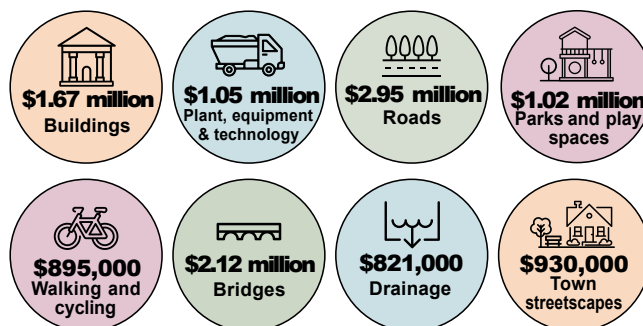 $1.67 million
Buildings
$1.05 million
Plant, equipment
& technology
$2.95 million
Roads
$1.02 million
Parks and play
spaces
$895,000
Walking and
cycling
$2.12 million
Bridges
$821,000
Drainage
$930,000
Town
streetscapes